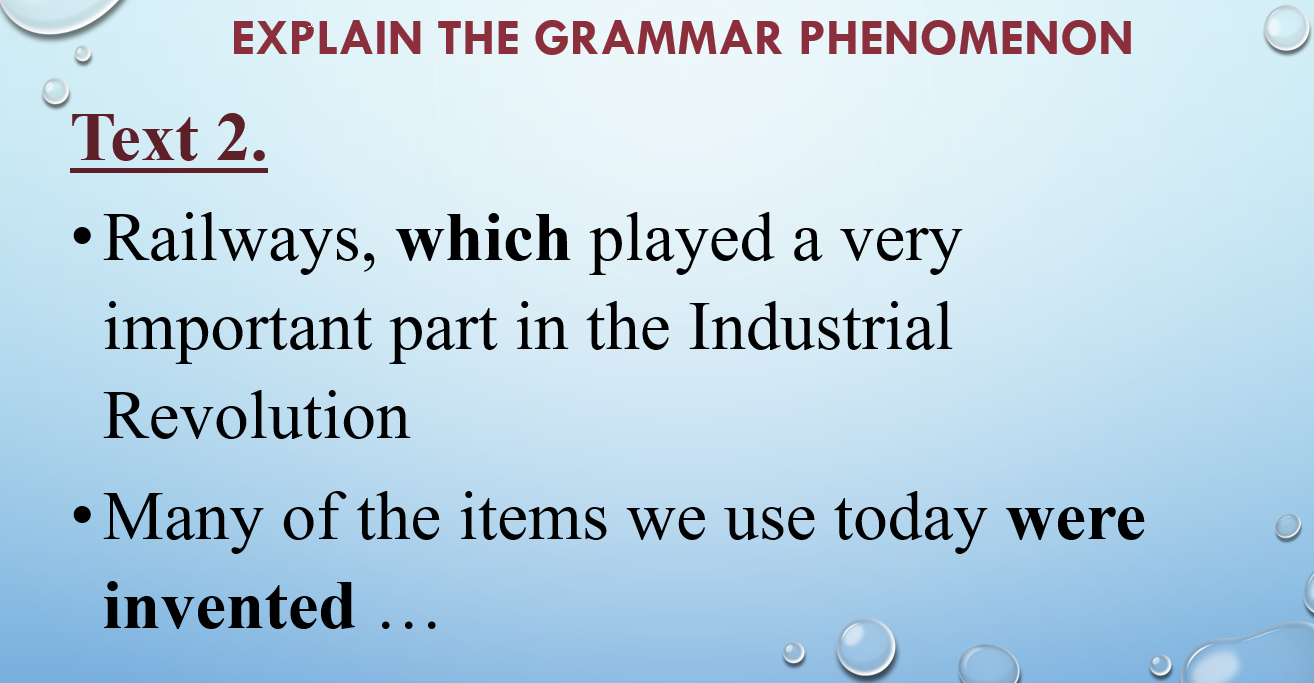 EXPLAIN THE GRAMMAR PHENOMENON
Text 2.
• Railways, which played a very
important part in the Industrial
Revolution
• Many of the items we use today were
invented …